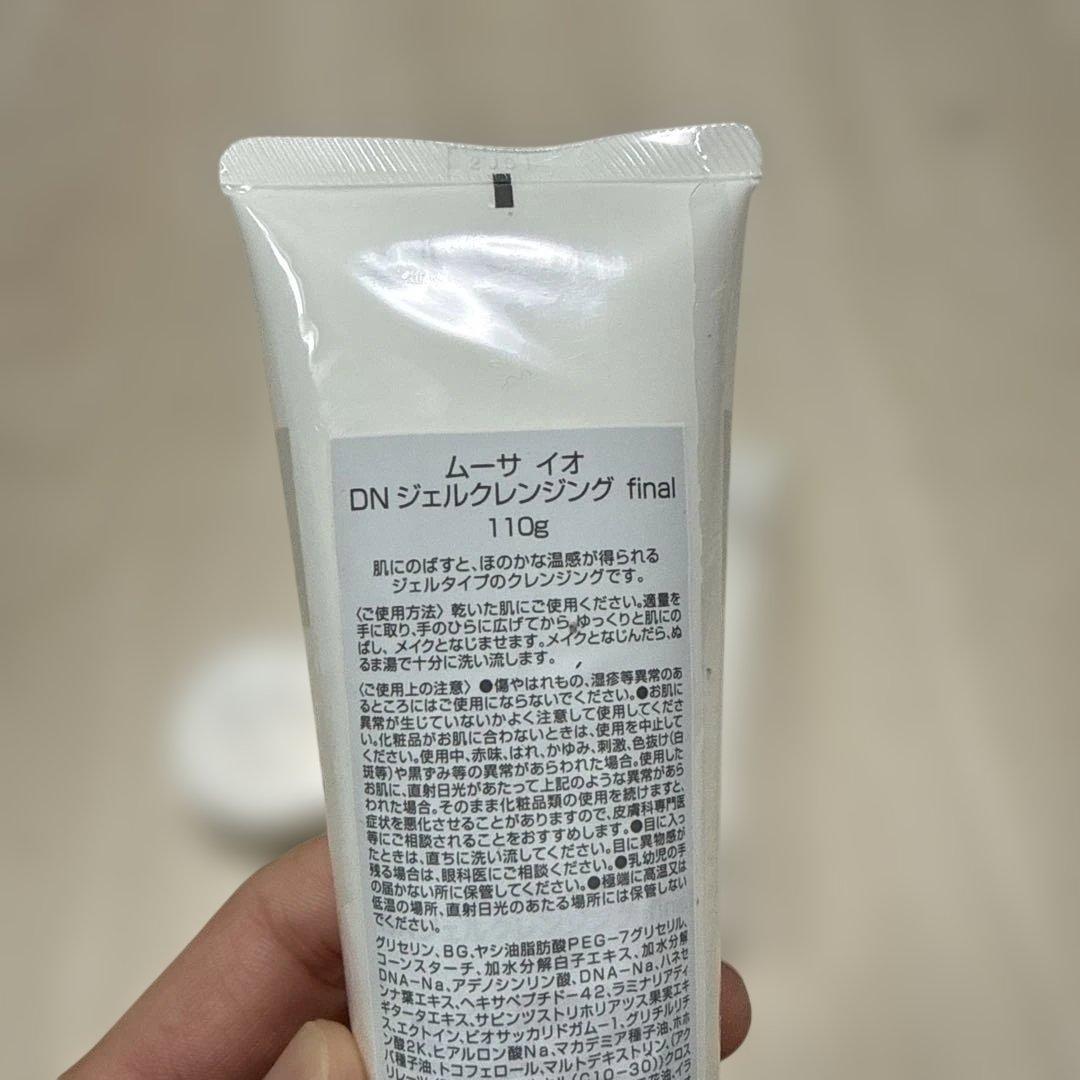 ムーサ イオ
DN ジェルクレンジング final
110g
肌にのばすと、ほのかな温感が得られる
ジェルタイプのクレンジングです。
〈ご使用方法〉乾いた肌にご使用ください。適量を
手に取り、手のひらに広げてから、ゆっくりと肌にの
ばし、メイクとなじませます。メイクとなじんだら、ぬ
るま湯で十分に洗い流します。
〈ご使用上の注意〉●傷やはれもの、湿疹等異常のあ
るところにはご使用にならないでください。●お肌に
異常が生じていないかよく注意して使用してくださ
い。化粧品がお肌に合わないときは、使用を中止して
ください。使用中、赤味、はれ、かゆみ、刺激、色抜け(白
斑等)や黒ずみ等の異常があらわれた場合。使用した
お肌に、直射日光があたって上記のような異常があら
われた場合。そのまま化粧品類の使用を続けますと、
症状を悪化させることがありますので、皮膚科専門医
等にご相談されることをおすすめします。●目に入っ
たときは、直ちに洗い流してください。目に異物感が
残る場合は、眼科医にご相談ください。●乳幼児の手
の届かない所に保管してください。●極端に高温又は
低温の場所、直射日光のあたる場所には保管しない
でください。
グリセリン、BG、ヤシ油脂肪酸PEG-7グリセリル、
コーンスターチ、加水分解白子エキス、加水分解
DNA-Na、アデノシンリン酸、DNA-Na、ハネセ
ンナ葉エキス、ヘキサペプチド-42、ラミナリアディ
ギタータエキス、サピンヅストリホリアツス果実エキ
ス、エクトイン、ビオサッカリドガム-1、グリチルリチ
ン酸2K、ヒアルロン酸Na、マカデミア種子油、ホホ
バ種子油、トコフェロール、マルトデキストリン、(アク
(C10-30))クロス